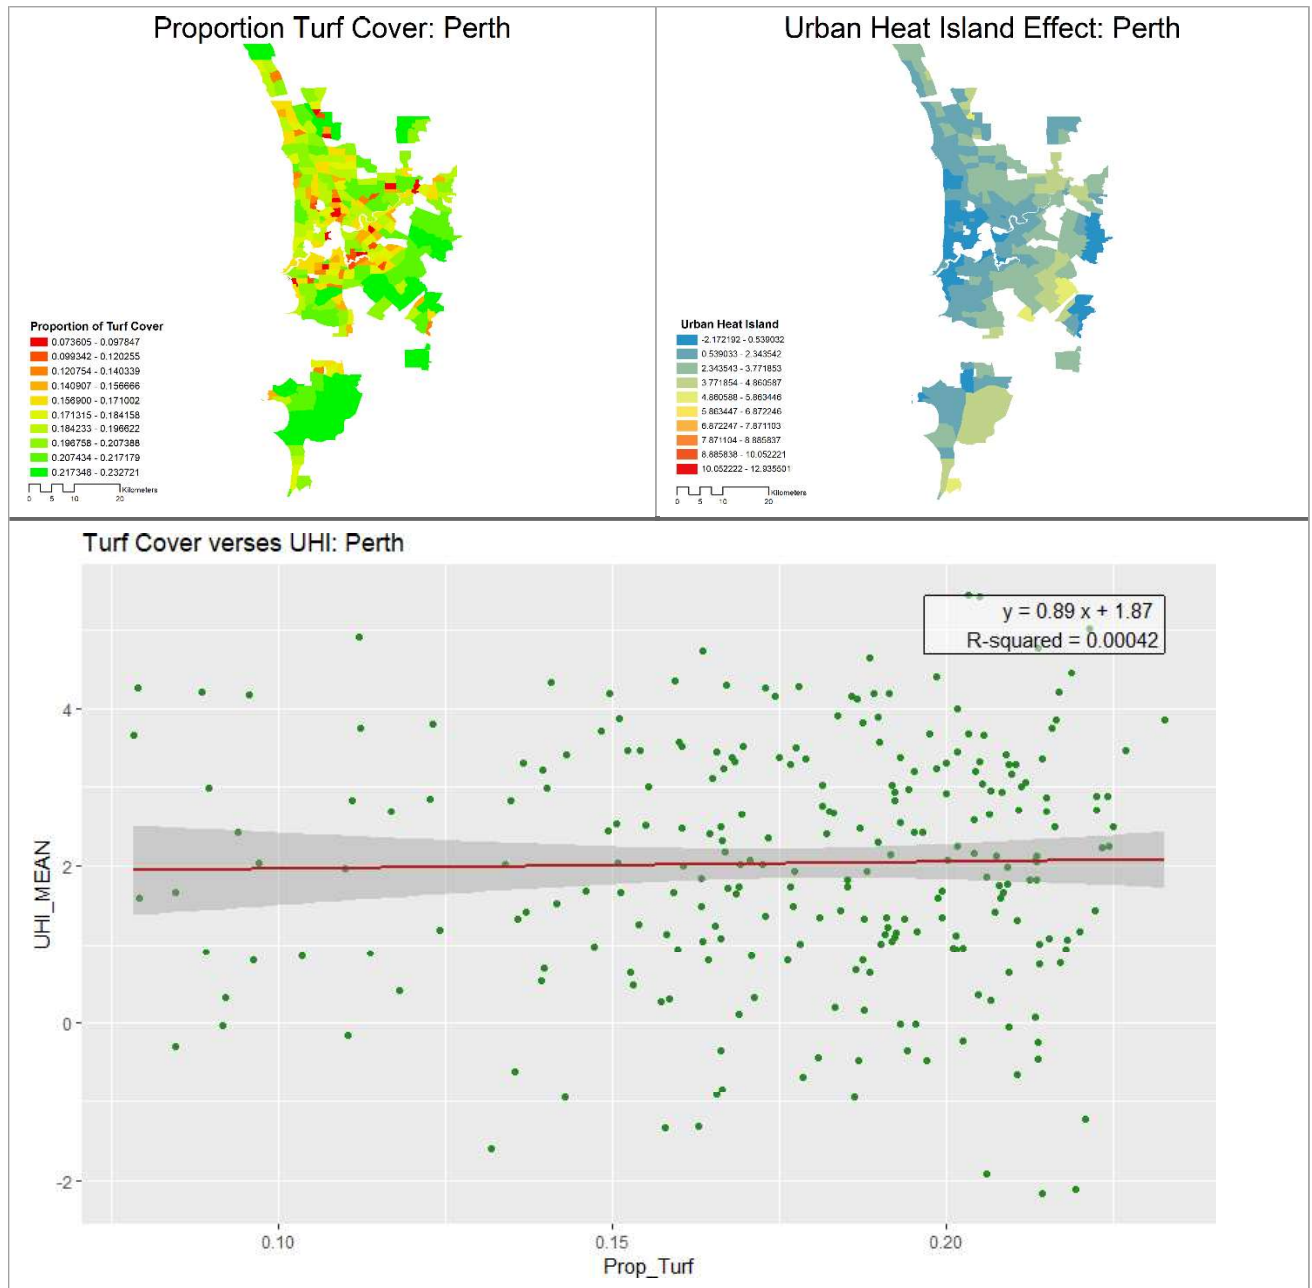 Proportion Turf Cover: Perth
Proportion of Turf Cover
0.073605 - 0.097847
0.099342 - 0.120255
0.120754 - 0.140339
0.140907 - 0.156666
0.156900 - 0.171002
0.171315 - 0.184158
0.184233 - 0.196622
0.196758 - 0.207388
0.207434 - 0.217179
0.217348 - 0.232721
Kilometers
0 5 10 20
Urban Heat Island Effect: Perth
Urban Heat Island
-2.172192 - 0.539032
0.539033 - 2.343542
2.343543 - 3.771853
3.771854 - 4.860587
4.860588 - 5.863446
5.863447 - 6.872246
6.872247 - 7.871103
7.871104 - 8.885837
8.885838 - 10.052221
10.052222 - 12.935501
Kilometers
0 5 10 20
Turf Cover verses UHI: Perth
y = 0.89 x + 1.87
R-squared = 0.00042
UHI_MEAN
4
2
0
-2
0.10 0.15 0.20
Prop_Turf